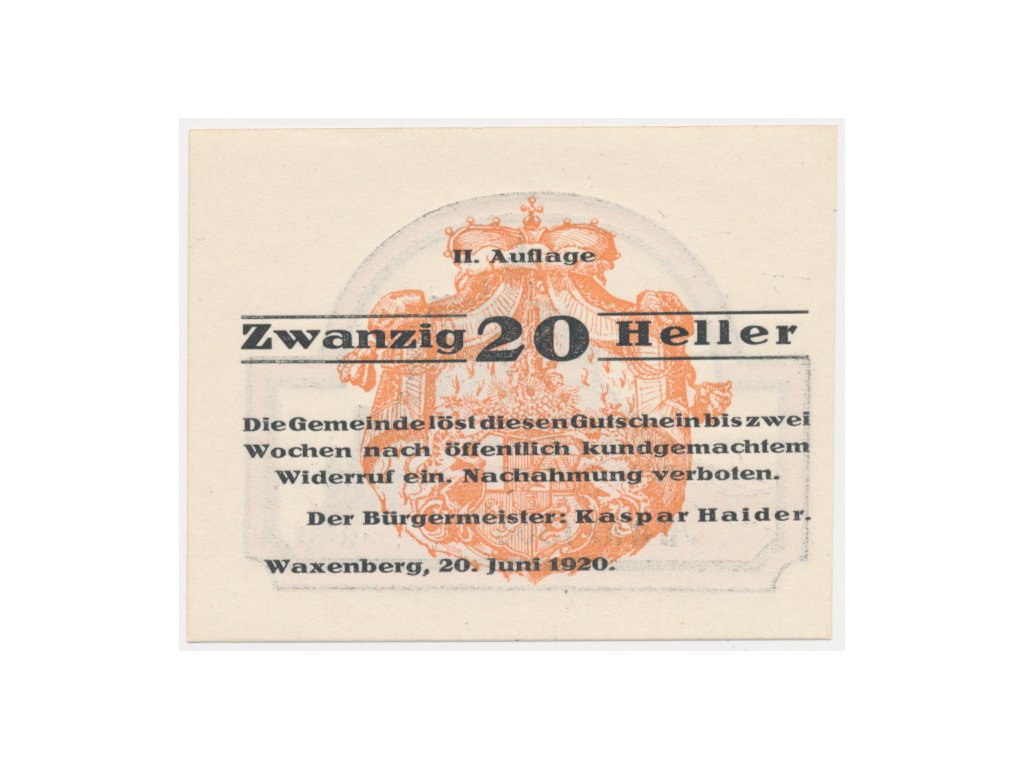 II. Auflage
Zwanzig 20 Heller
Die Gemeinde löst diesen Gutschein bis zwei
Wochen nach öffentlich kundgemachtem
Widerruf ein. Nachahmung verboten.
Der Bürgermeister: Kaspar Haider.
Waxenberg, 20. Juni 1920.